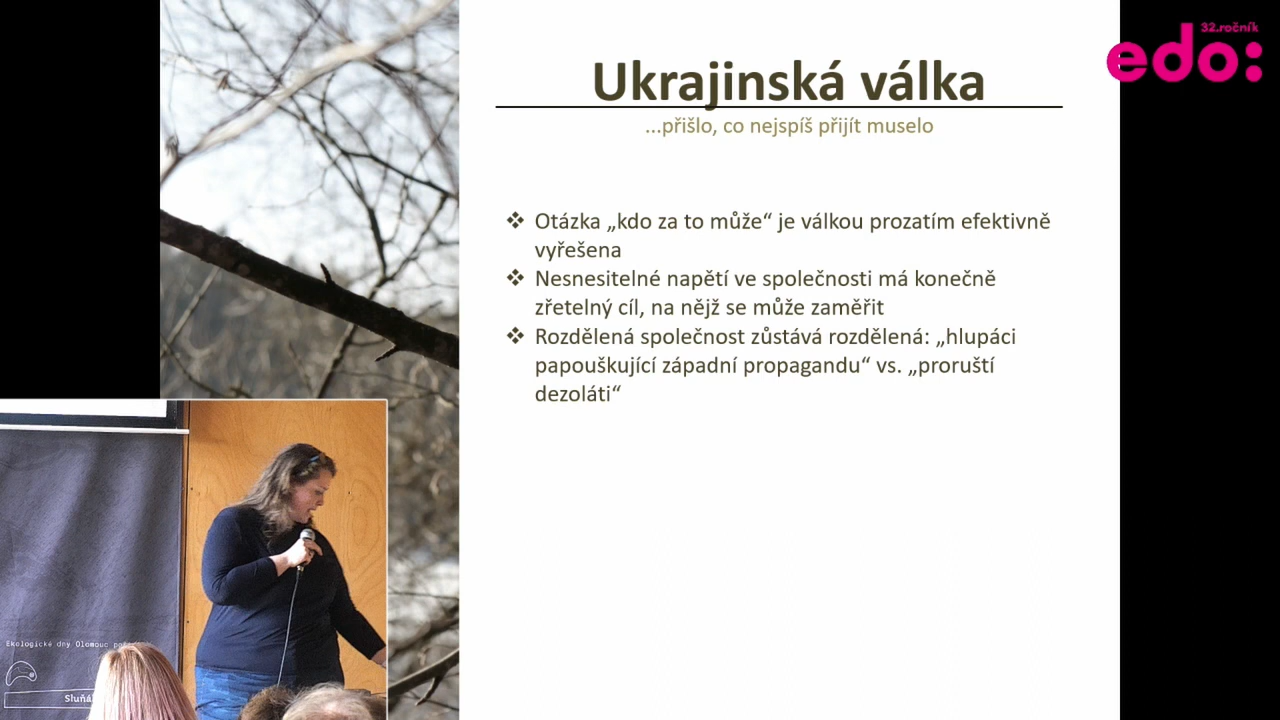 32.ročník
edo:
Ukrajinská válka
...přišlo, co nejspíš přijít muselo
❖ Otázka „kdo za to může“ je válkou prozatím efektivně
vyřešena
❖ Nesnesitelné napětí ve společnosti má konečně
zřetelný cíl, na nějž se může zaměřit
❖ Rozdělená společnost zůstává rozdělená: „hlupáci
papouškující západní propagandu“ vs. „proruští
dezoláti“
Ekologické dny Olomouc